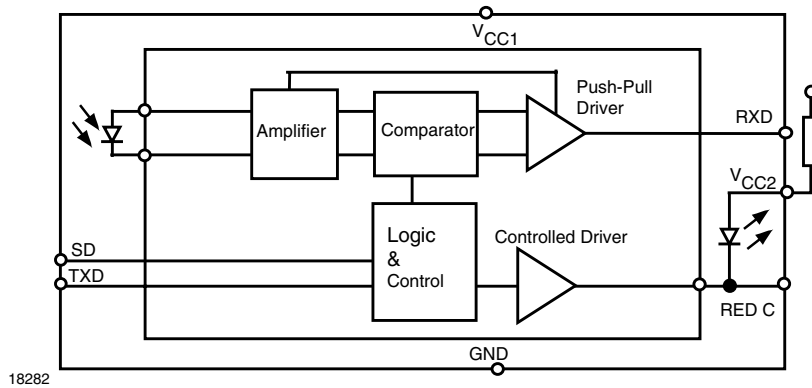 VCC1
Push-Pull
Driver
Amplifier
Comparator
RXD
VCC2
Logic
&
Control
Controlled Driver
SD
TXD
RED C
GND
18282